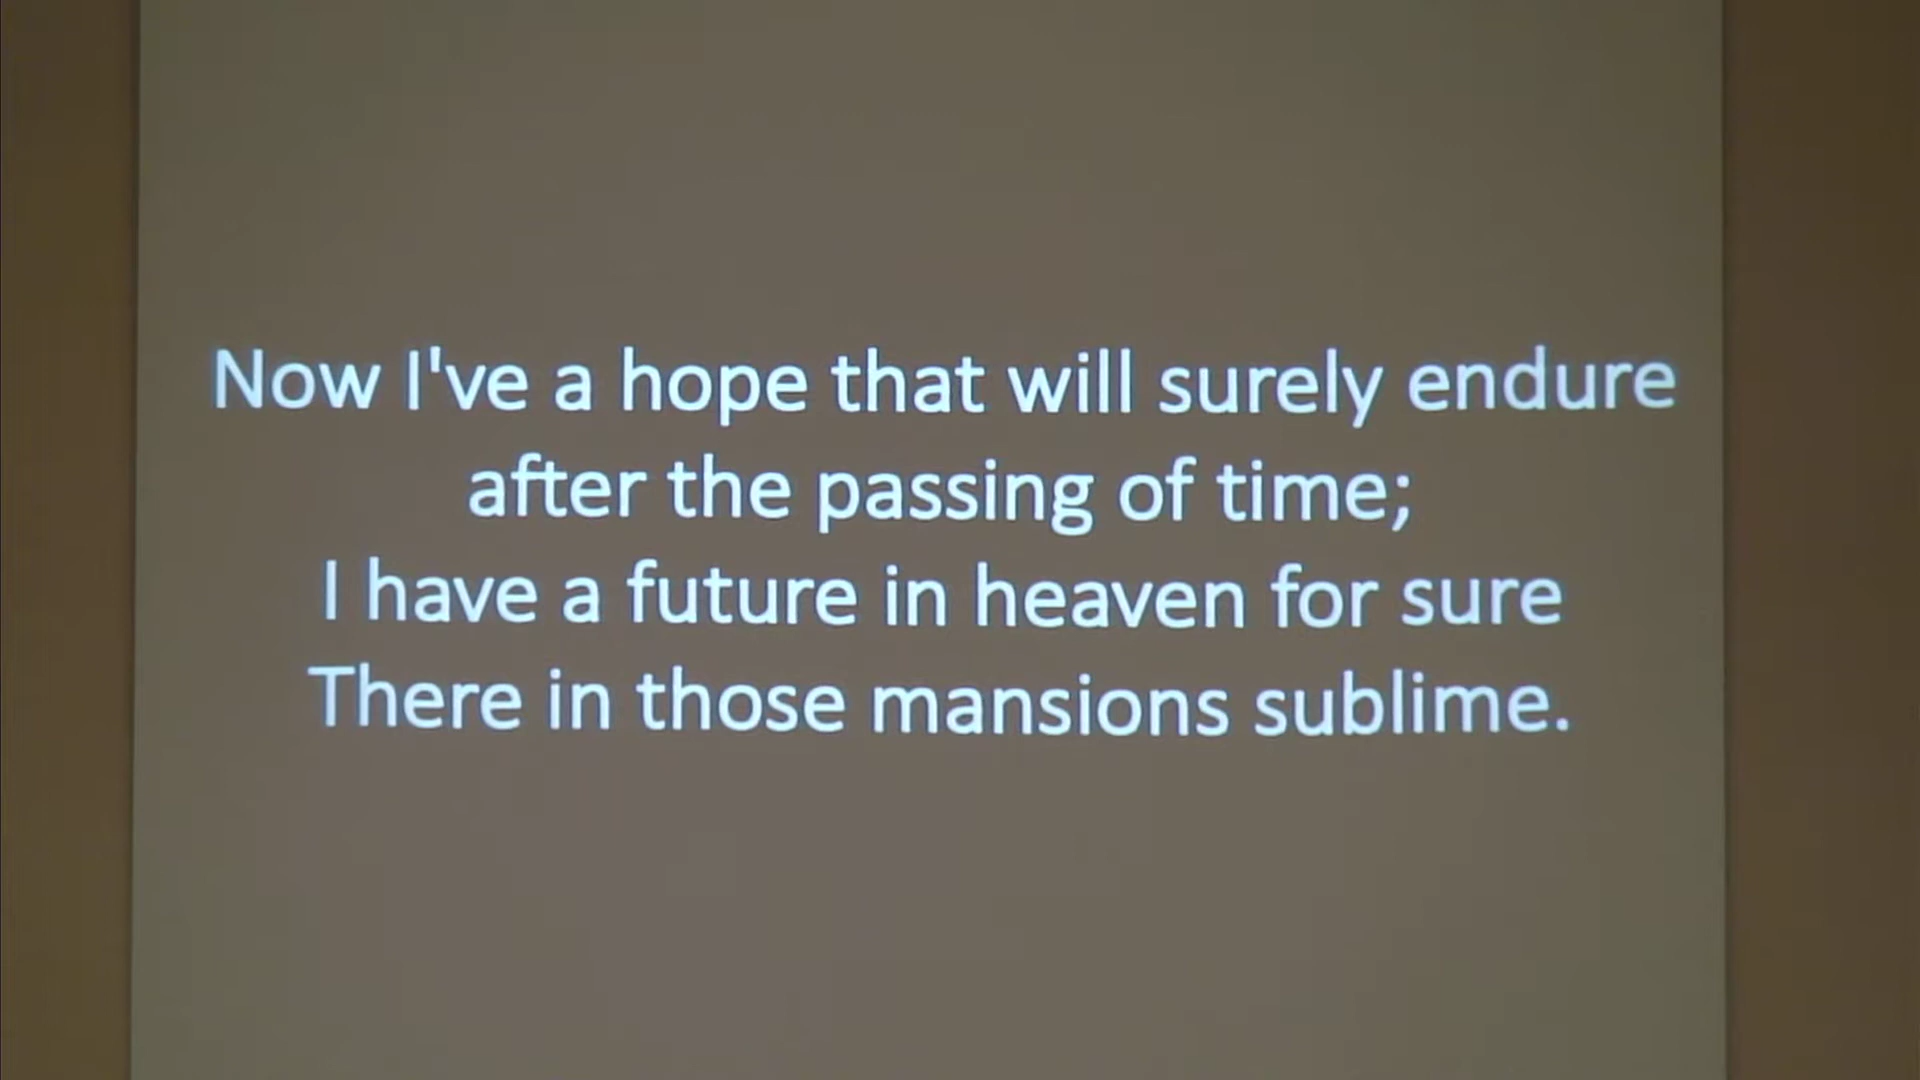 Now I've a hope that will surely endure
after the passing of time;
I have a future in heaven for sure
There in those mansions sublime.